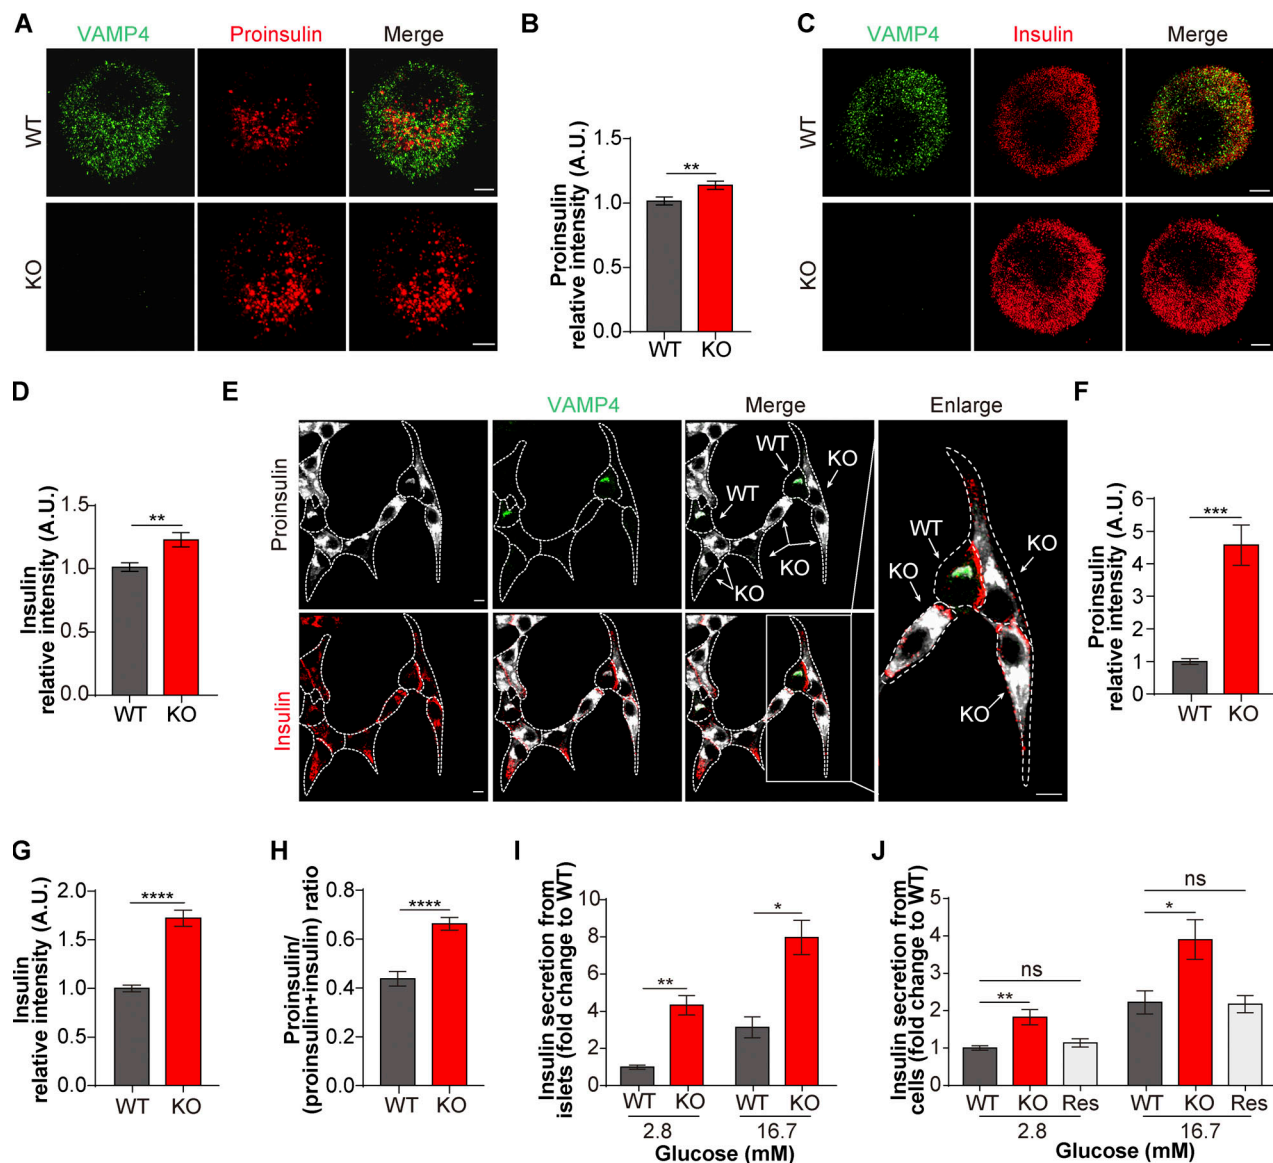 A
VAMP4 Proinsulin Merge
WT
KO
B
Proinsulin
relative intensity (A.U.)
1.5
1.0
0.5
0.0
**
WT KO
C
VAMP4 Insulin Merge
WT
KO
D
Insulin
relative intensity (A.U.)
1.5
1.0
0.5
0.0
**
WT KO
E
VAMP4 Merge Enlarge
Proinsulin
Insulin
WT
KO
WT
KO
KO
WT
KO
KO
KO
F
Proinsulin
relative intensity (A.U.)
6
5
4
3
2
1
0
***
WT KO
G
Insulin
relative intensity (A.U.)
2.0
1.5
1.0
0.5
0.0
****
WT KO
H
Proinsulin/
(proinsulin+insulin) ratio
0.8
0.6
0.4
0.2
0.0
****
WT KO
I
Insulin secretion from
islets (fold change to WT)
10
8
6
4
2
0
**
*
WT KO WT KO
2.8 16.7
Glucose (mM)
J
Insulin secretion from
cells (fold change to WT)
5
4
3
2
1
0
ns
**
ns
*
WT KO Res WT KO Res
2.8 16.7
Glucose (mM)